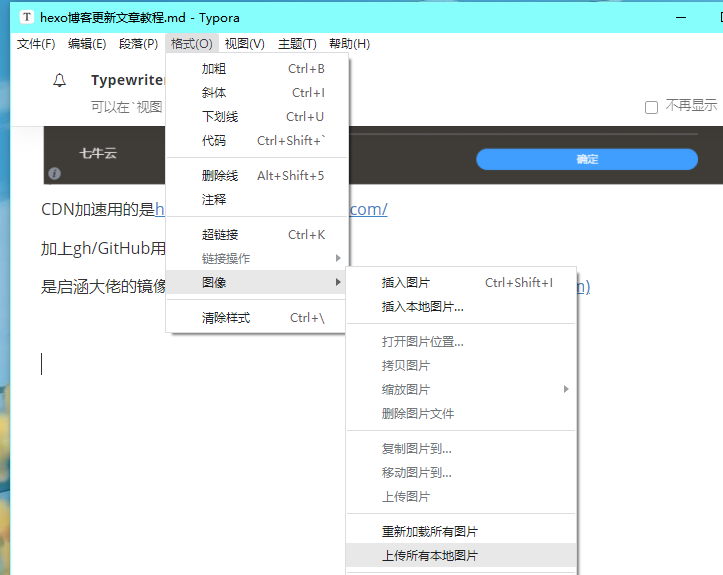 T hexo博客更新文章教程.md - Typora
文件(F) 编辑(E) 段落(P) 格式(O) 视图(V) 主题(T) 帮助(H)
Typewriter
可以在`视图
不再显示
加粗 Ctrl+B
斜体 Ctrl+I
下划线 Ctrl+U
代码 Ctrl+Shift+`
删除线 Alt+Shift+5
注释
超链接 Ctrl+K
链接操作
图像
清除样式 Ctrl+\
七牛云
确定
CDN加速用的是h com/
加上gh/GitHub用
是启涵大佬的镜像 )
插入图片 Ctrl+Shift+I
插入本地图片...
打开图片位置...
拷贝图片
缩放图片
删除图片文件
复制图片到...
移动图片到...
上传图片
重新加载所有图片
上传所有本地图片